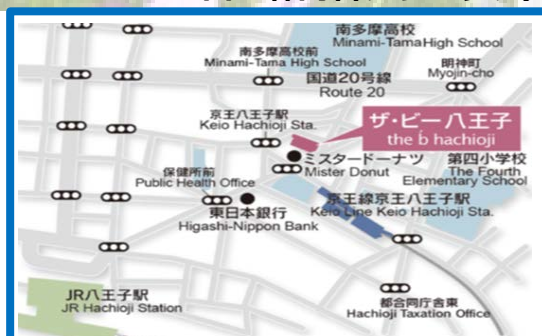 南多摩高校
Minami-TamaHigh School
南多摩高校前
Minami-Tama High School
明神町
Myojin-cho
国道20号線
Route 20
京王八王子駅
Keio Hachioji Sta.
ザ・ビー八王子
the b hachioji
ミスタードーナツ
Mister Donut
第四小学校
The Fourth
Elementary School
保健所前
Public Health Office
京王線京王八王子駅
Keio Line Keio Hachioji Sta.
東日本銀行
Higashi-Nippon Bank
JR八王子駅
JR Hachioji Station
都合同庁舎東
Hachioji Taxation Office